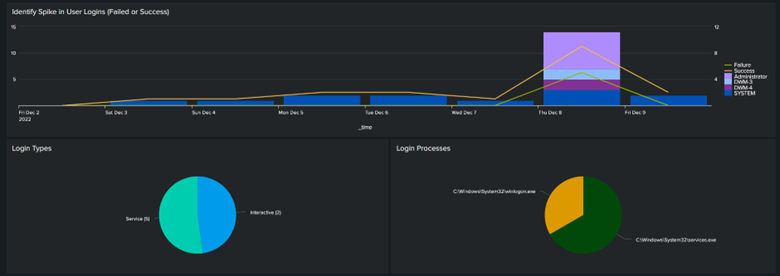 Identify Spike in User Logins (Failed or Success)
15
10
5
12
8
4
Failure
Success
Administrator
DWM-3
DWM-4
SYSTEM
Fri Dec 2
2022
Sat Dec 3
Sun Dec 4
Mon Dec 5
Tue Dec 6
Wed Dec 7
Thu Dec 8
Fri Dec 9
_time
Login Types
Service (5)
Interactive (2)
Login Processes
C:\Windows\System32\winlogon.exe
C:\Windows\System32\services.exe